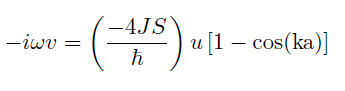 −iωv = (−4JS/ħ) u [1 − cos(ka)]